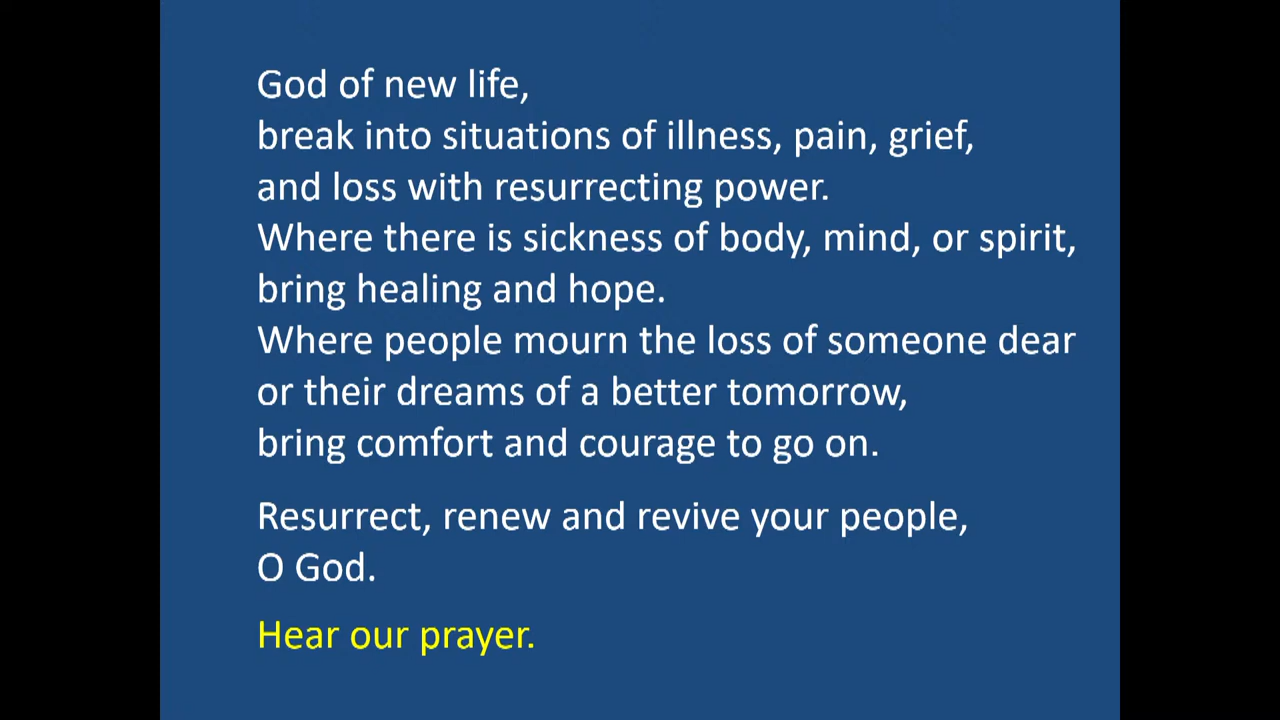 God of new life,
break into situations of illness, pain, grief,
and loss with resurrecting power.
Where there is sickness of body, mind, or spirit,
bring healing and hope.
Where people mourn the loss of someone dear
or their dreams of a better tomorrow,
bring comfort and courage to go on.
Resurrect, renew and revive your people,
O God.
Hear our prayer.